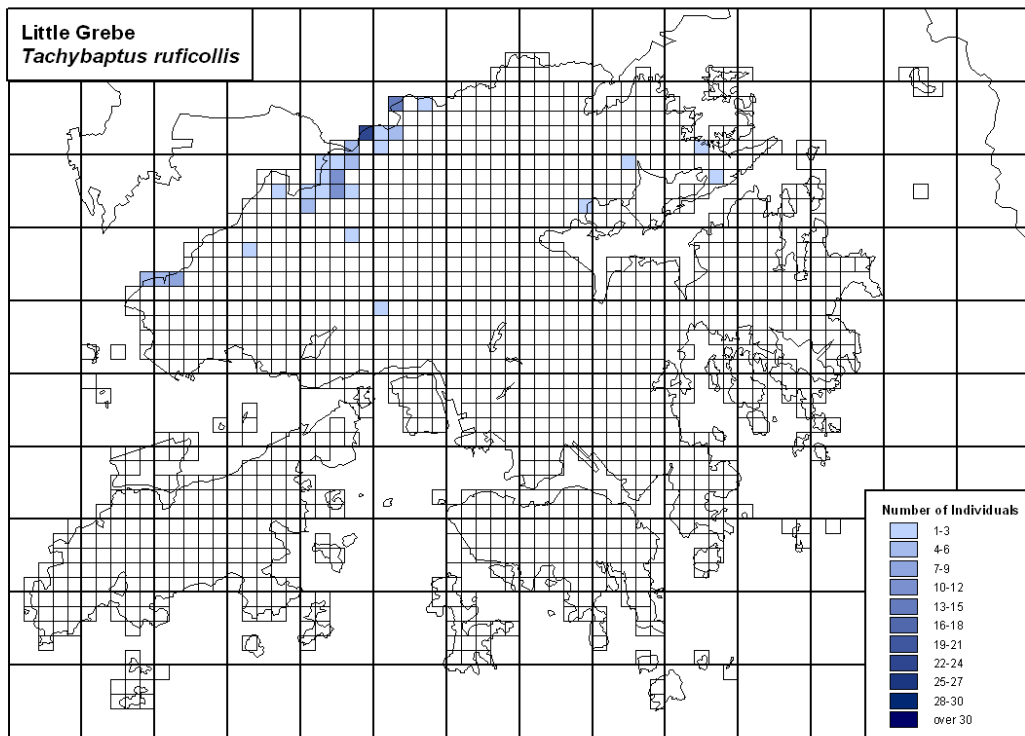 Little Grebe
Tachybaptus ruficollis
Number of Individuals
1-3
4-6
7-9
10-12
13-15
16-18
19-21
22-24
25-27
28-30
over 30